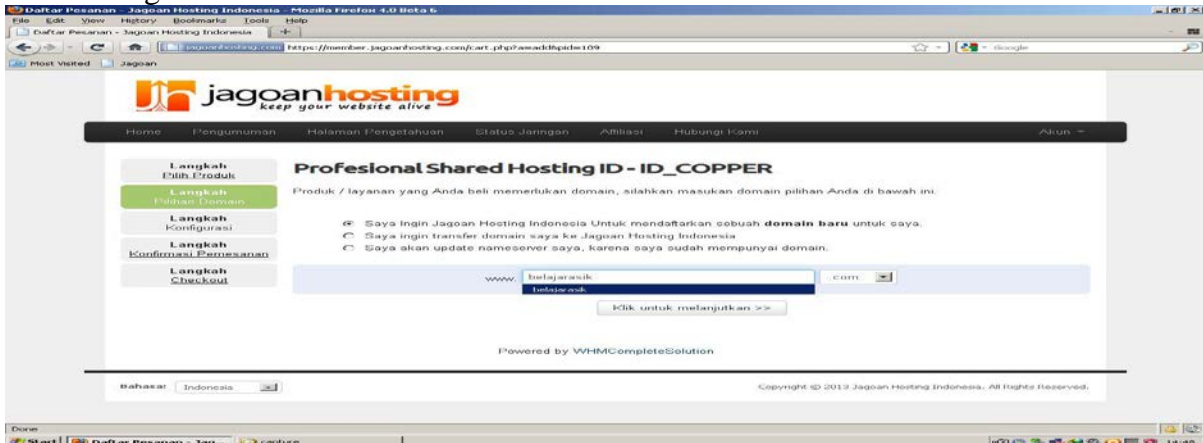 Daftar Pesanan - Jagoan Hosting Indonesia - Mozilla Firefox 4.0 Beta 6
File Edit View History Bookmarks Tools Help
Daftar Pesanan - Jagoan Hosting Indonesia +
jagoanhosting.com https://member.jagoanhosting.com/cart.php?a=add&pid=109 Google
Most Visited Jagoan
jagoanhosting
keep your website alive
Home Pengumuman Halaman Pengetahuan Status Jaringan Affiliasi Hubungi Kami Akun
Langkah
Pilih Produk
Langkah
Pilihan Domain
Langkah
Konfigurasi
Langkah
Konfirmasi Pemesanan
Langkah
Checkout
Profesional Shared Hosting ID - ID_COPPER
Produk / layanan yang Anda beli memerlukan domain, silahkan masukan domain pilihan Anda di bawah ini.
Saya Ingin Jagoan Hosting Indonesia Untuk mendaftarkan sebuah domain baru untuk saya.
Saya ingin transfer domain saya ke Jagoan Hosting Indonesia
Saya akan update nameserver saya, karena saya sudah mempunyai domain.
www. belajarasik .com
belajarasik
Klik untuk melanjutkan >>
Powered by WHMCompleteSolution
Bahasa: Indonesia Copyright © 2013 Jagoan Hosting Indonesia. All Rights Reserved.
Done
Start Daftar Pesanan - Jag... capture 14:40